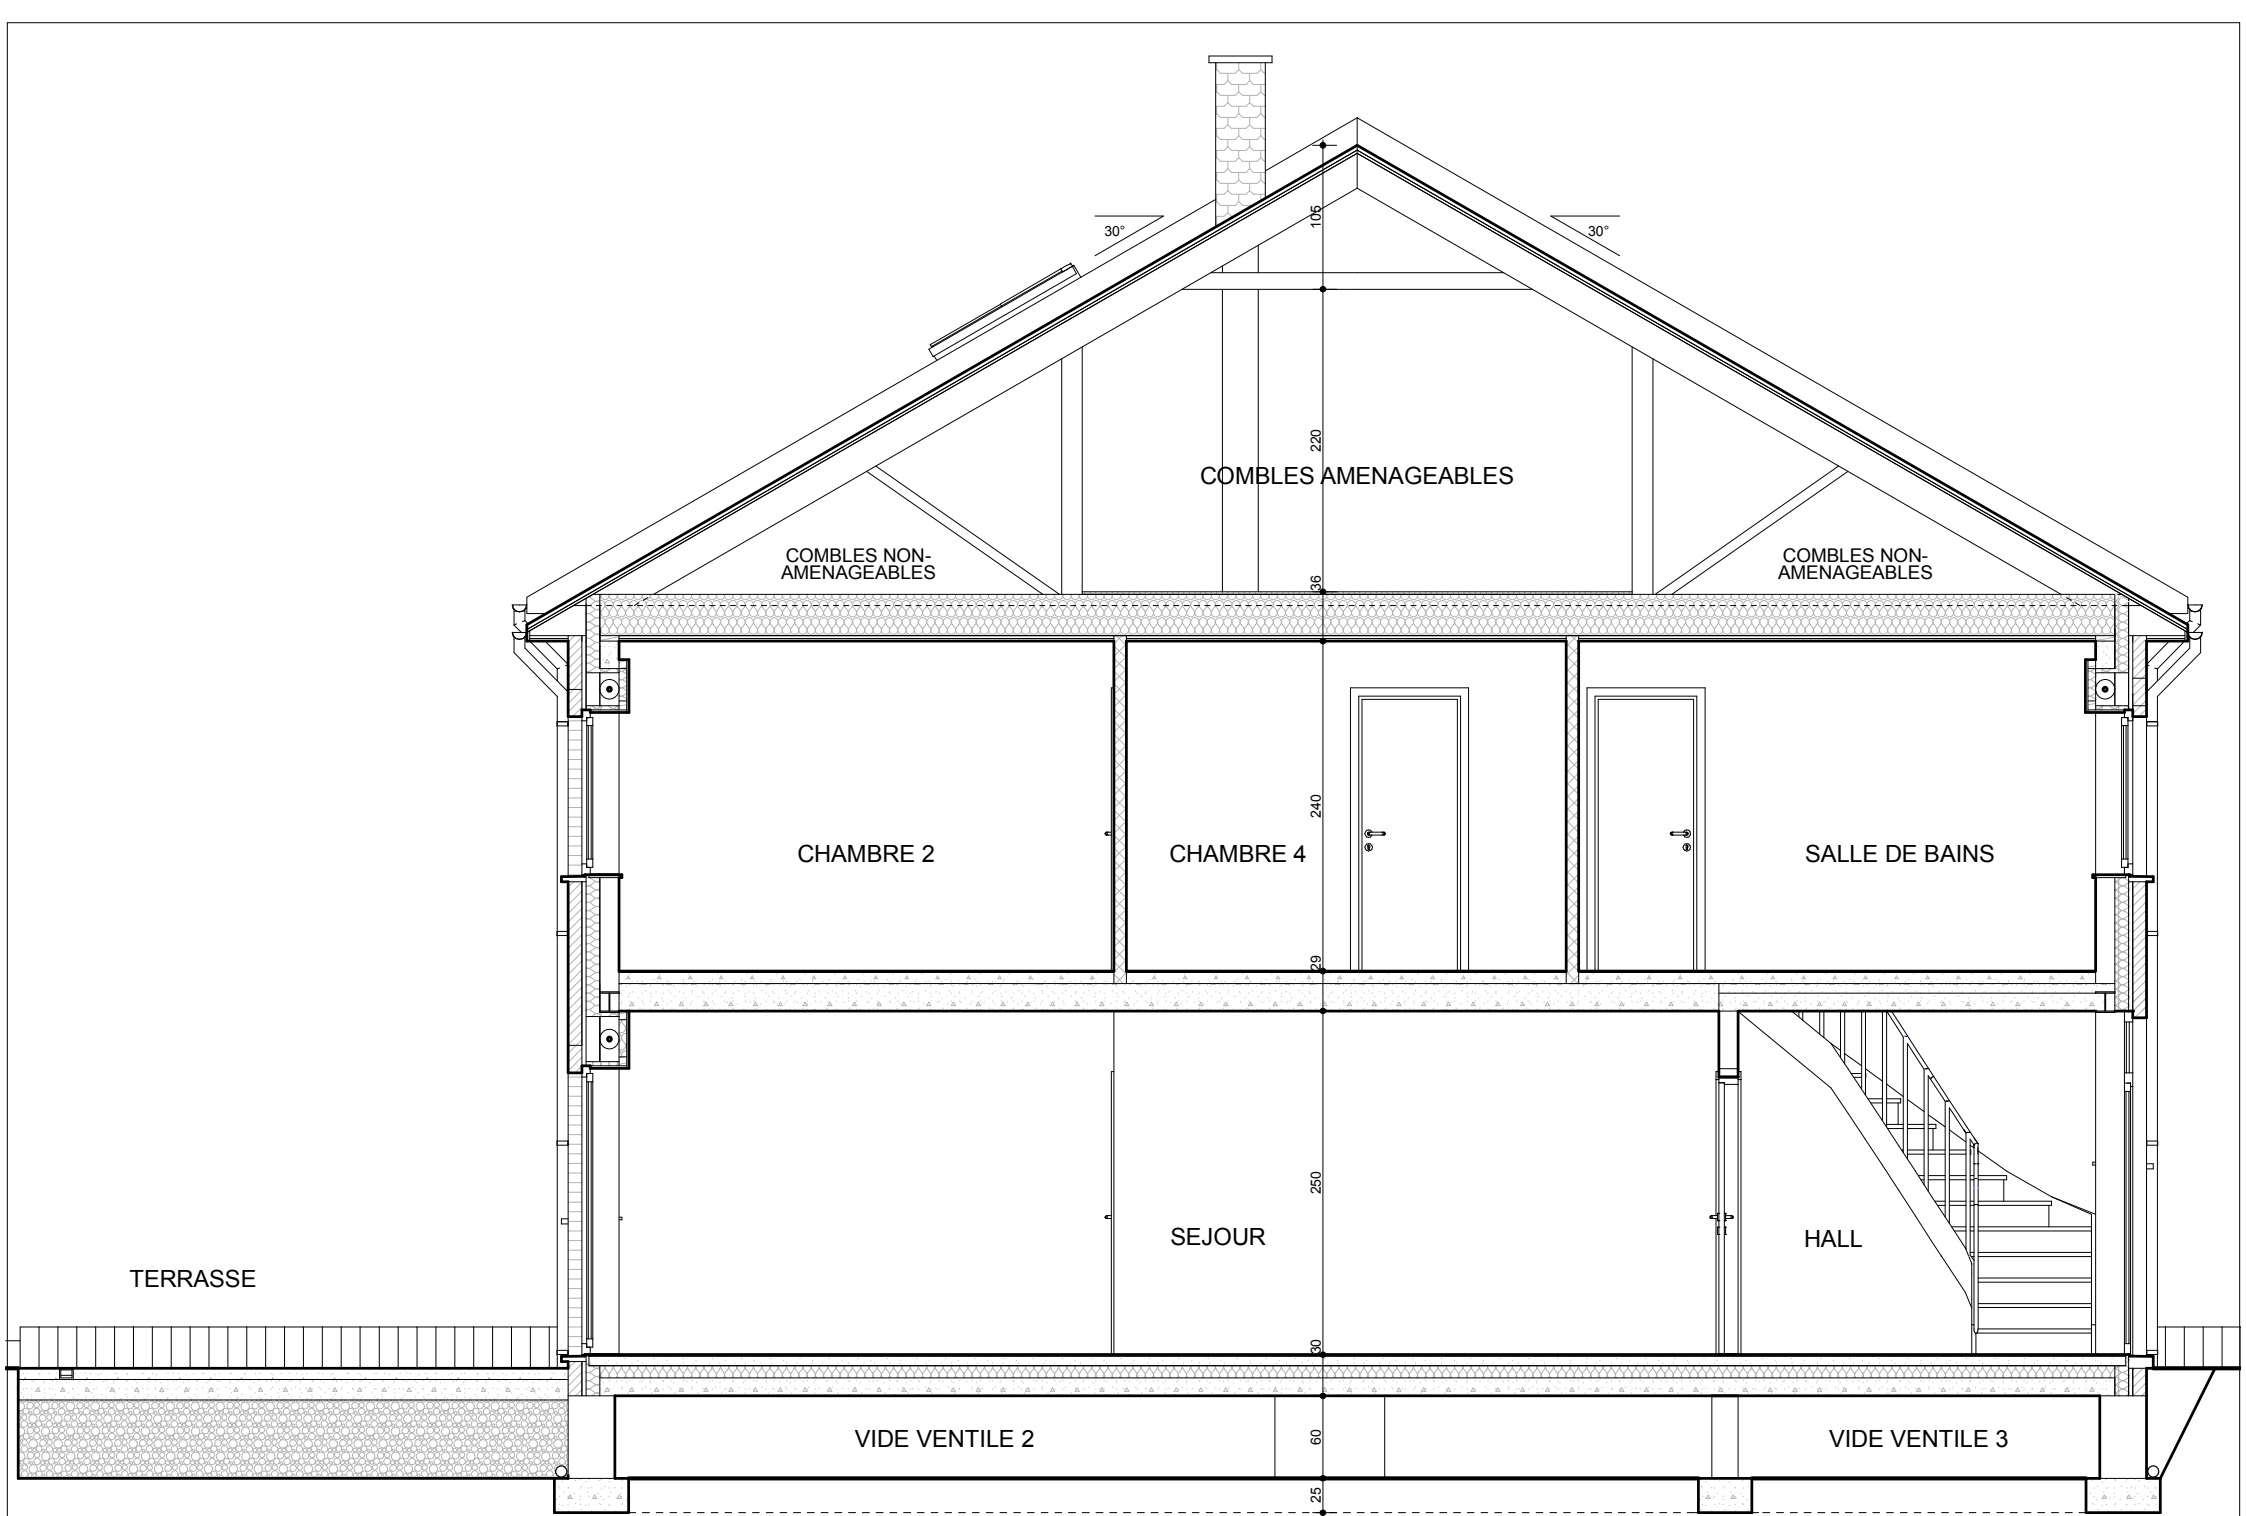 105
30°
30°
220
COMBLES AMENAGEABLES
COMBLES NON-
AMENAGEABLES
COMBLES NON-
AMENAGEABLES
36
240
CHAMBRE 2
CHAMBRE 4
SALLE DE BAINS
29
250
SEJOUR
HALL
TERRASSE
30
VIDE VENTILE 2
60
VIDE VENTILE 3
25